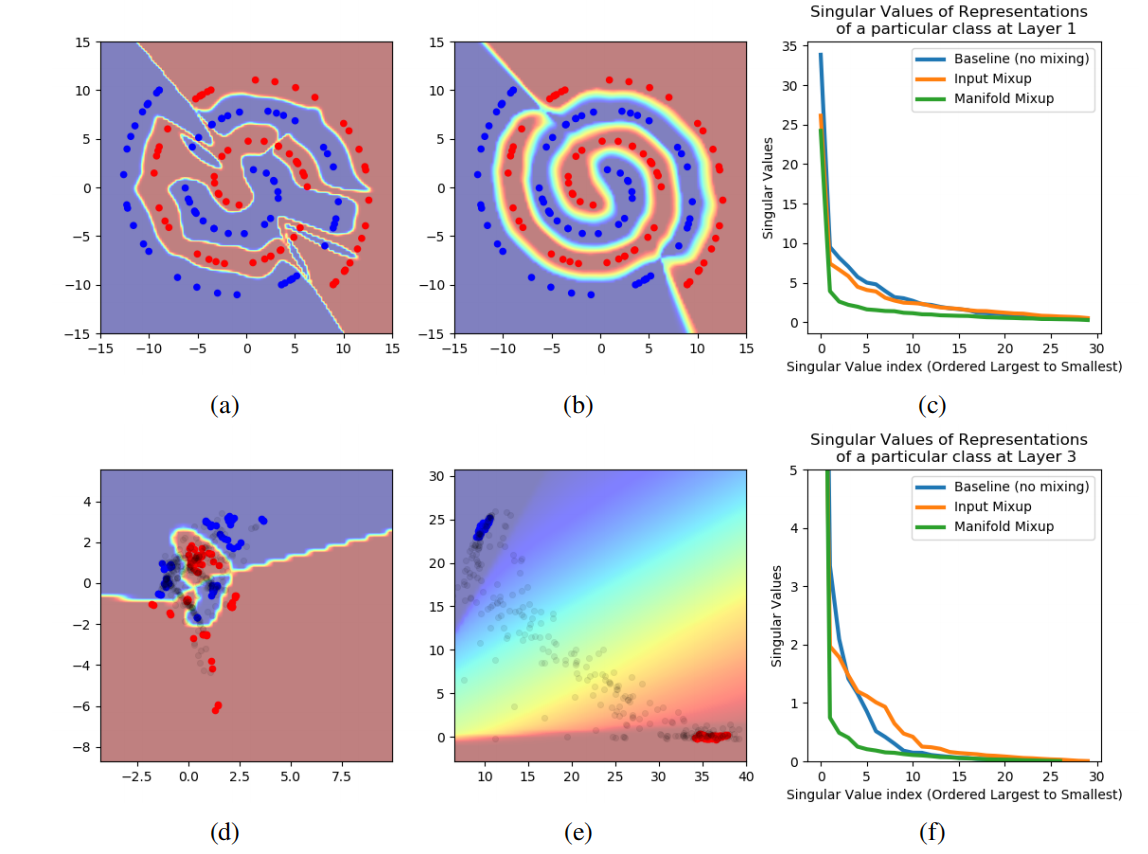 15
10
5
0
−5
−10
−15
−15 −10 −5 0 5 10 15
(a)
15
10
5
0
−5
−10
−15
−15 −10 −5 0 5 10 15
(b)
Singular Values of Representations
of a particular class at Layer 1
Baseline (no mixing)
Input Mixup
Manifold Mixup
Singular Values
35
30
25
20
15
10
5
0
0 5 10 15 20 25 30
Singular Value index (Ordered Largest to Smallest)
(c)
4
2
0
−2
−4
−6
−8
−2.5 0.0 2.5 5.0 7.5
(d)
30
25
20
15
10
5
0
10 15 20 25 30 35 40
(e)
Singular Values of Representations
of a particular class at Layer 3
Baseline (no mixing)
Input Mixup
Manifold Mixup
Singular Values
5
4
3
2
1
0
0 5 10 15 20 25 30
Singular Value index (Ordered Largest to Smallest)
(f)